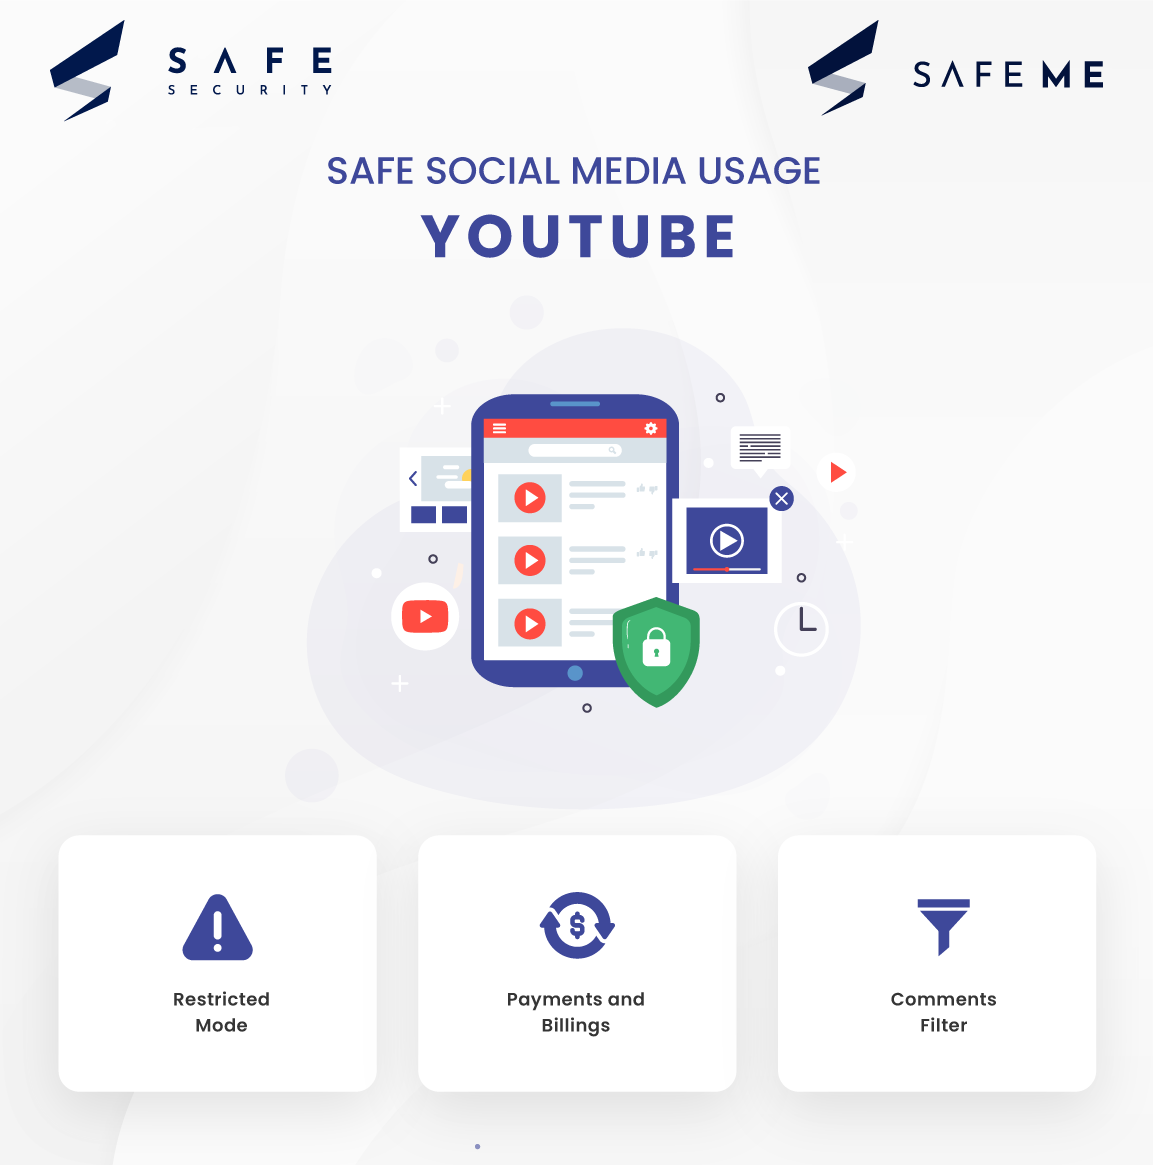 SAFE
SECURITY
SAFE ME
SAFE SOCIAL MEDIA USAGE
YOUTUBE
Restricted
Mode
Payments and
Billings
Comments
Filter